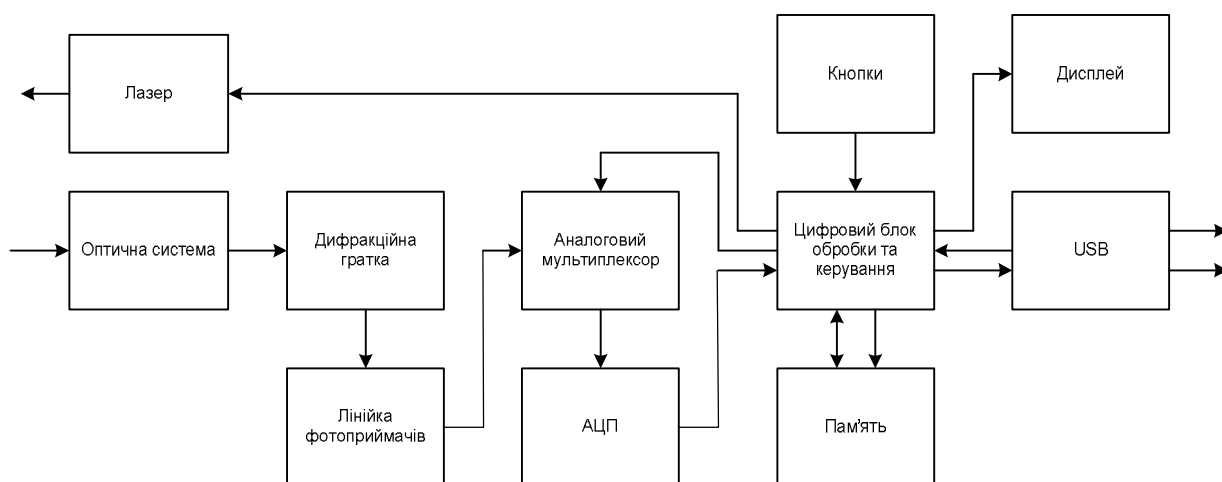 Лазер
Кнопки
Дисплей
Оптична система
Дифракційна
гратка
Аналоговий
мультиплексор
Цифровий блок
обробки та
керування
USB
Лінійка
фотоприймачів
АЦП
Пам'ять